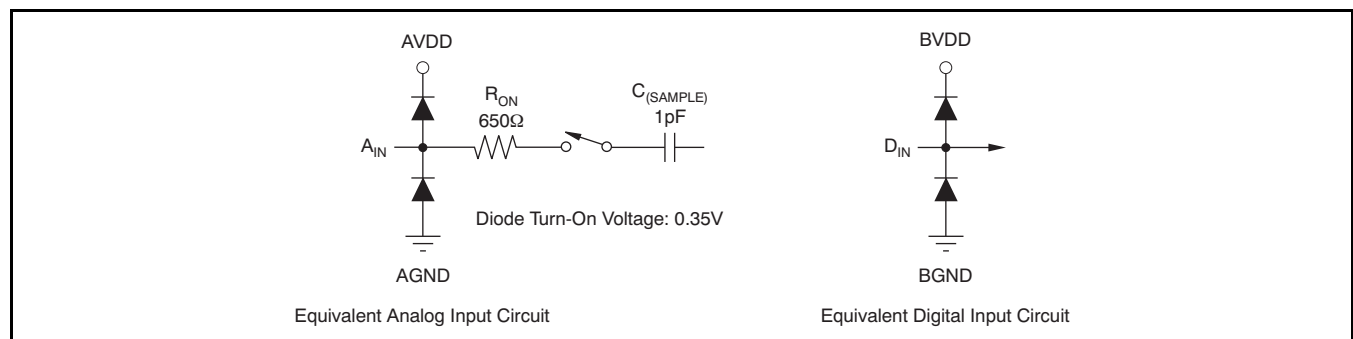 AVDD
R_ON
650Ω
C_(SAMPLE)
1pF
A_IN
Diode Turn-On Voltage: 0.35V
AGND
Equivalent Analog Input Circuit
BVDD
D_IN
BGND
Equivalent Digital Input Circuit